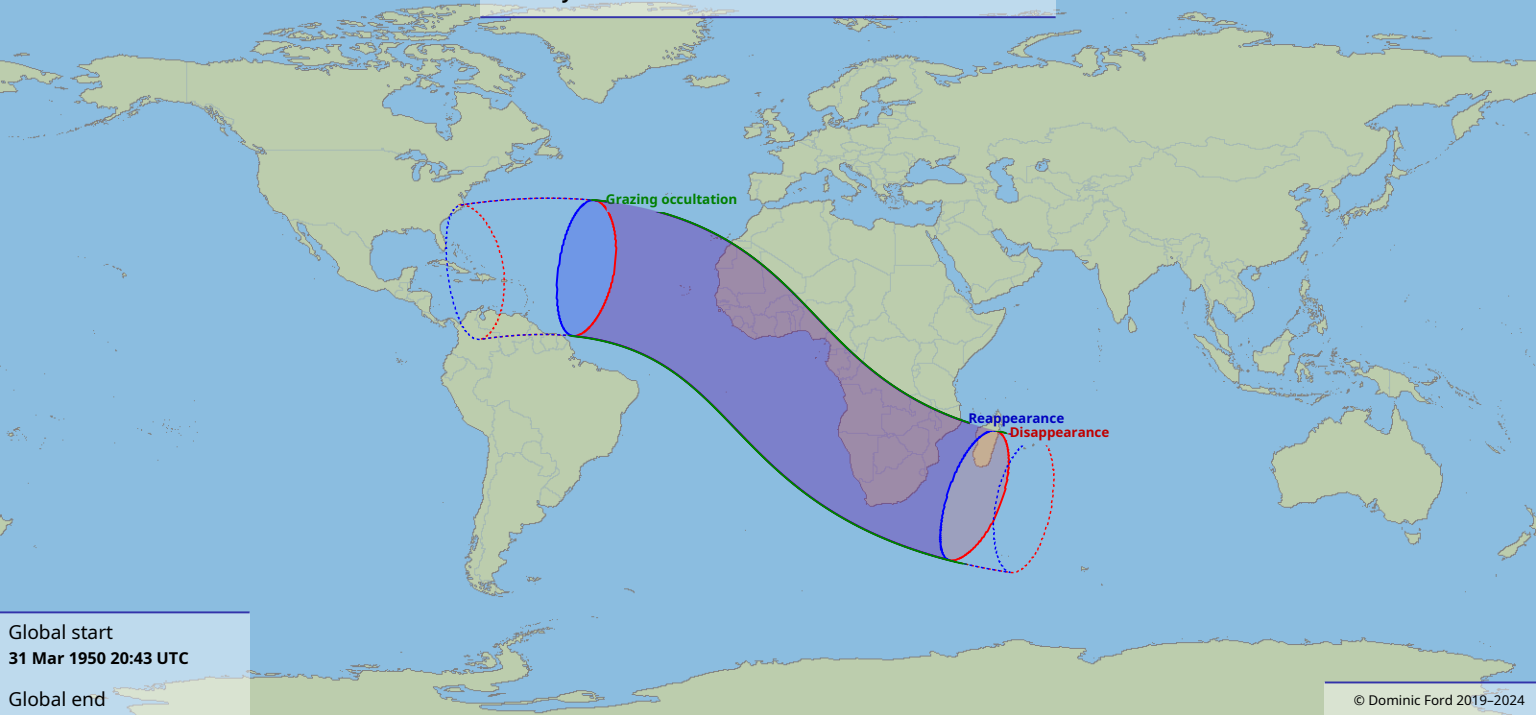 Grazing occultation
Reappearance
Disappearance
Global start
31 Mar 1950 20:43 UTC
Global end
© Dominic Ford 2019–2024